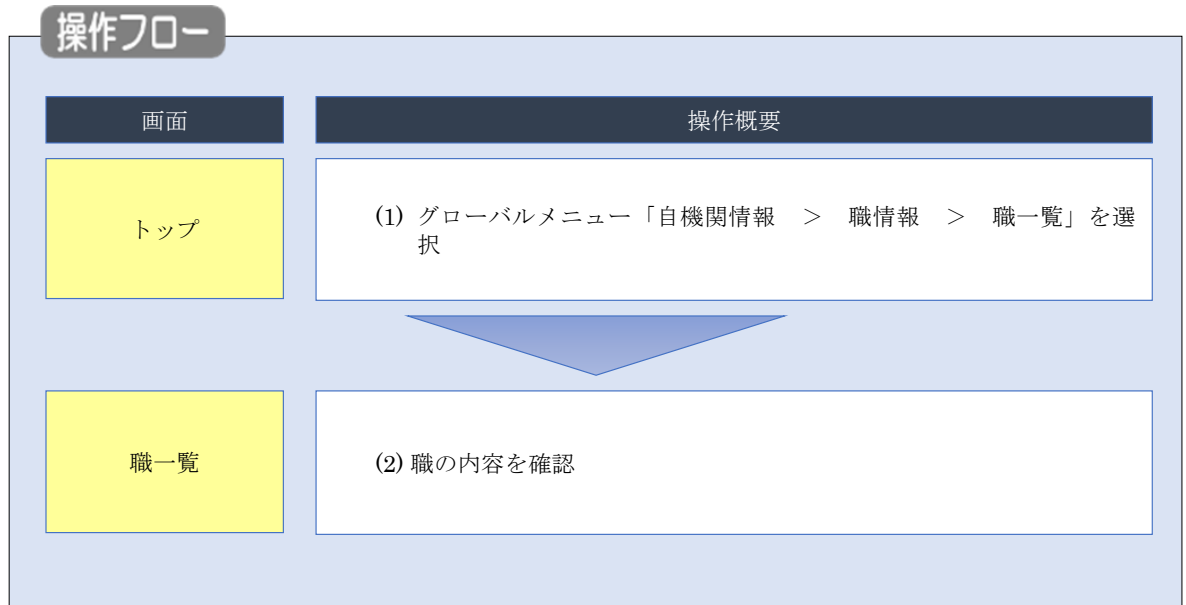 操作フロー
画面
操作概要
トップ
(1) グローバルメニュー「自機関情報　＞　職情報　＞　職一覧」を選
択
職一覧
(2) 職の内容を確認